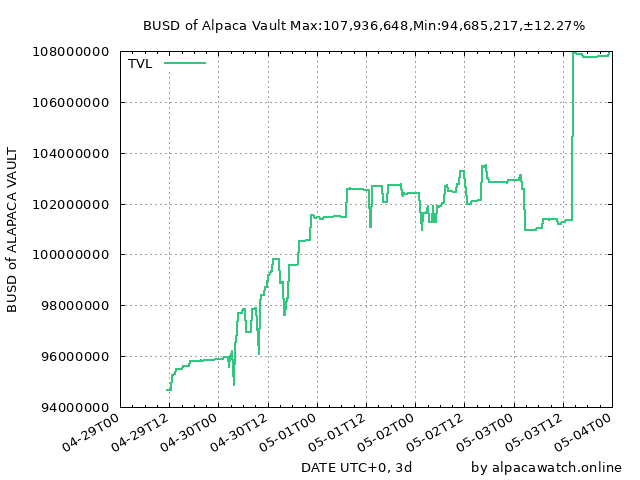 BUSD of Alpaca Vault Max:107,936,648,Min:94,685,217,±12.27%
TVL
108000000
106000000
104000000
102000000
100000000
98000000
96000000
94000000
BUSD of ALAPACA VAULT
04-29T00
04-29T12
04-30T00
04-30T12
05-01T00
05-01T12
05-02T00
05-02T12
05-03T00
05-03T12
05-04T00
DATE UTC+0, 3d
by alpacawatch.online